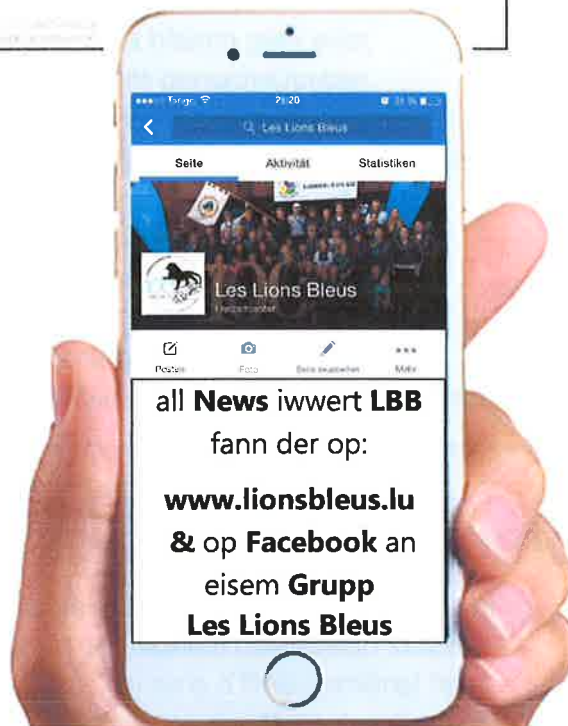 Tango
Les Lions Bleus
Seite Aktivität Statistiken
Les Lions Bleus
Posten Foto Mehr
all News iwwert LBB
fann der op:
www.lionsbleus.lu
& op Facebook an
eisem Grupp
Les Lions Bleus